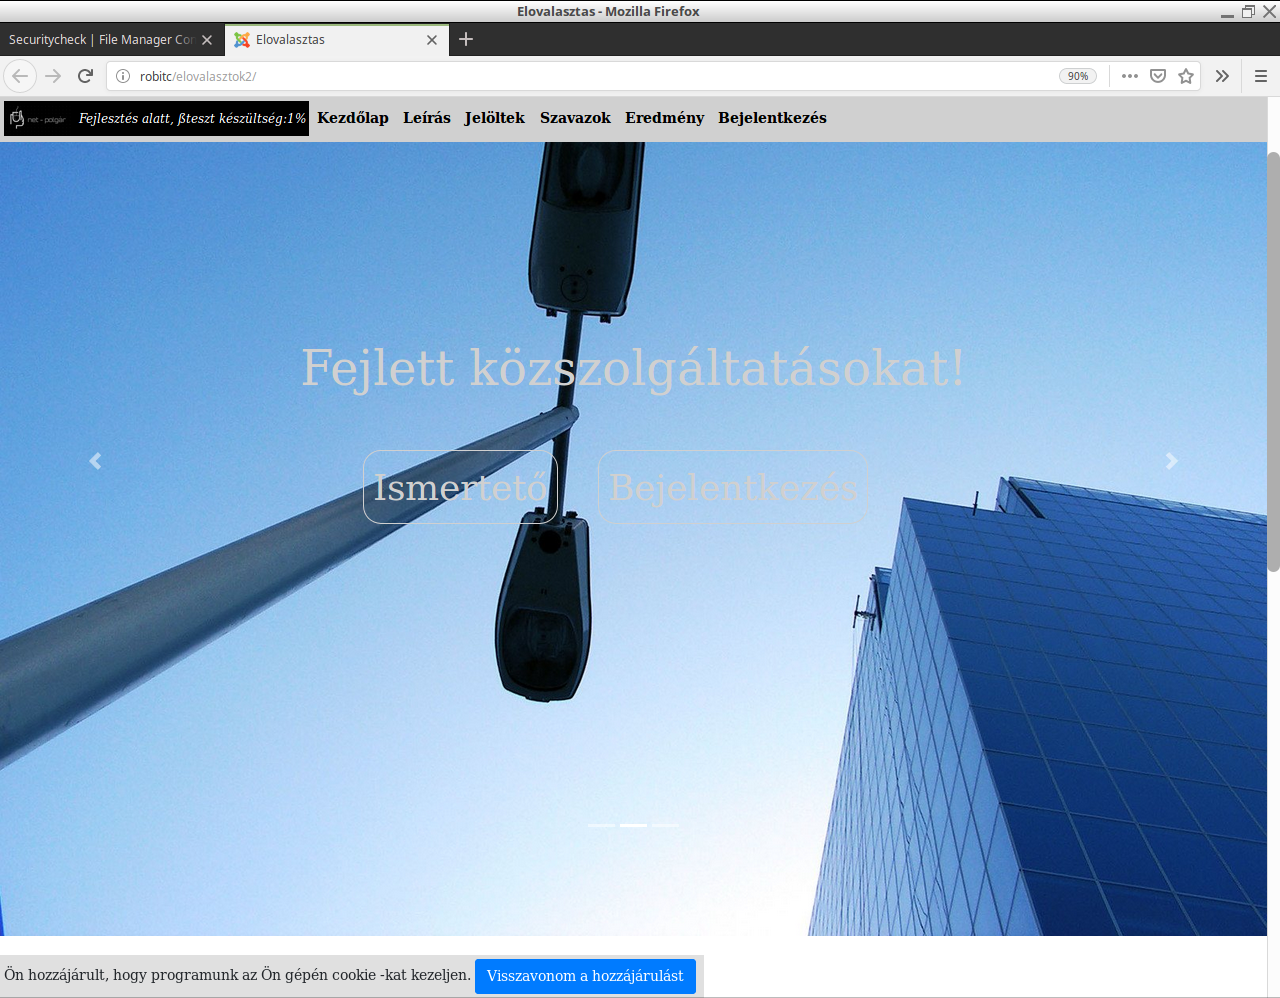 Elovalasztas - Mozilla Firefox
Securitycheck | File Manager Con
Elovalasztas
robitc/elovalasztok2/
90%
net - polgár Fejlesztés alatt, ßteszt készültség:1% Kezdőlap Leírás Jelöltek Szavazok Eredmény Bejelentkezés
Fejlett közszolgáltatásokat!
Ismertető Bejelentkezés
Ön hozzájárult, hogy programunk az Ön gépén cookie -kat kezeljen. Visszavonom a hozzájárulást